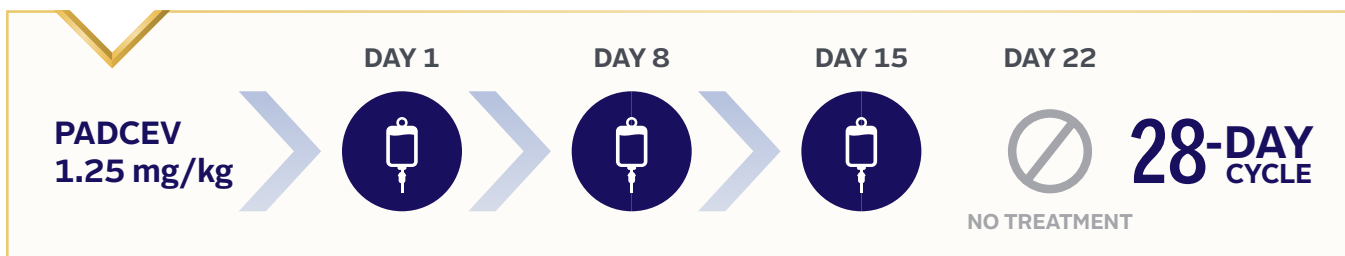 DAY 1
DAY 8
DAY 15
DAY 22
PADCEV
1.25 mg/kg
28-DAY
CYCLE
NO TREATMENT